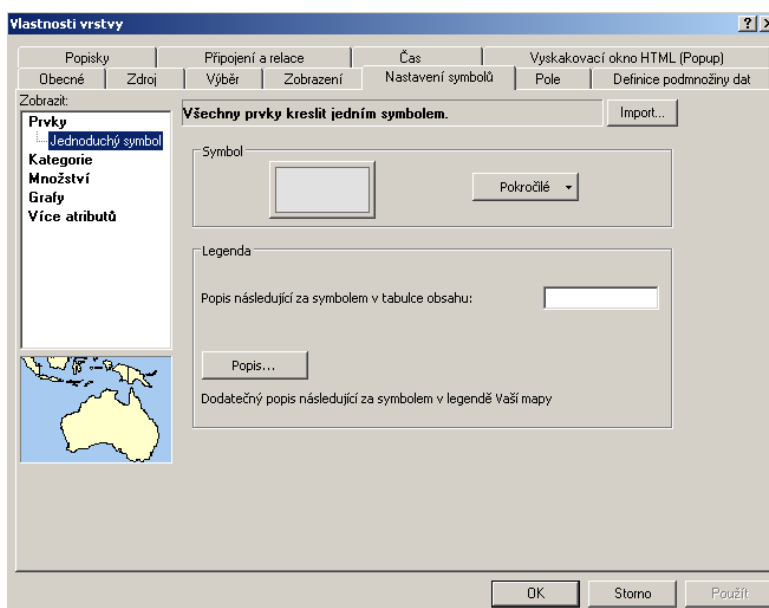 Vlastnosti vrstvy
Popisky Připojení a relace Čas Vyskakovací okno HTML (Popup)
Obecné Zdroj Výběr Zobrazení Nastavení symbolů Pole Definice podmnožiny dat
Zobrazit:
Prvky
Jednoduchý symbol
Kategorie
Množství
Grafy
Více atributů
Všechny prvky kreslit jedním symbolem.
Import...
Symbol
Pokročilé
Legenda
Popis následující za symbolem v tabulce obsahu:
Popis...
Dodatečný popis následující za symbolem v legendě Vaší mapy
OK Storno Použít